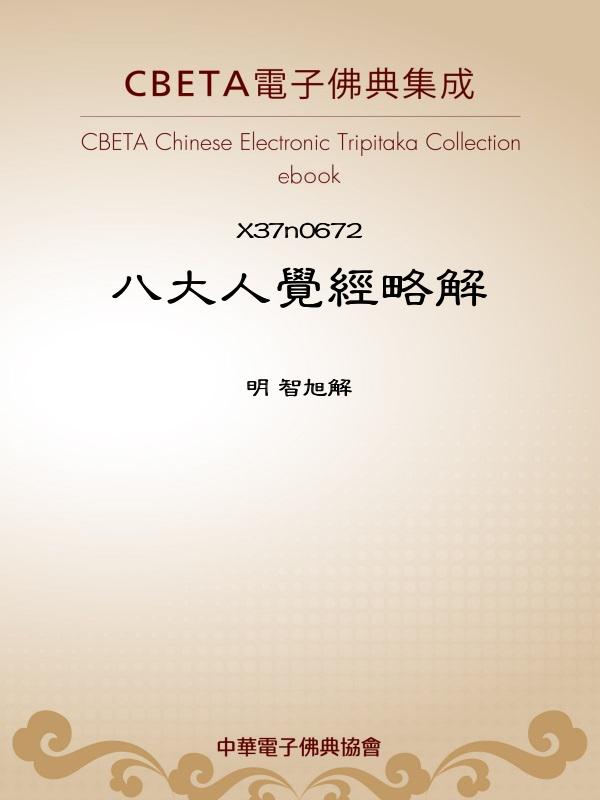 CBETA電子佛典集成
CBETA Chinese Electronic Tripitaka Collection
ebook
X37n0672
八大人覺經略解
明 智旭解
中華電子佛典協會